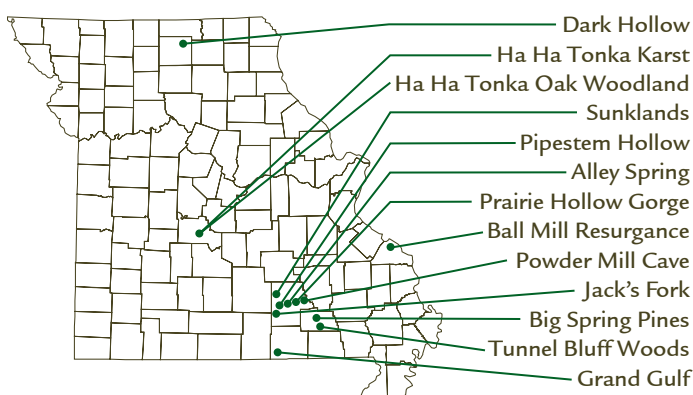 Dark Hollow
Ha Ha Tonka Karst
Ha Ha Tonka Oak Woodland
Sunklands
Pipestem Hollow
Alley Spring
Prairie Hollow Gorge
Ball Mill Resurgance
Powder Mill Cave
Jack's Fork
Big Spring Pines
Tunnel Bluff Woods
Grand Gulf